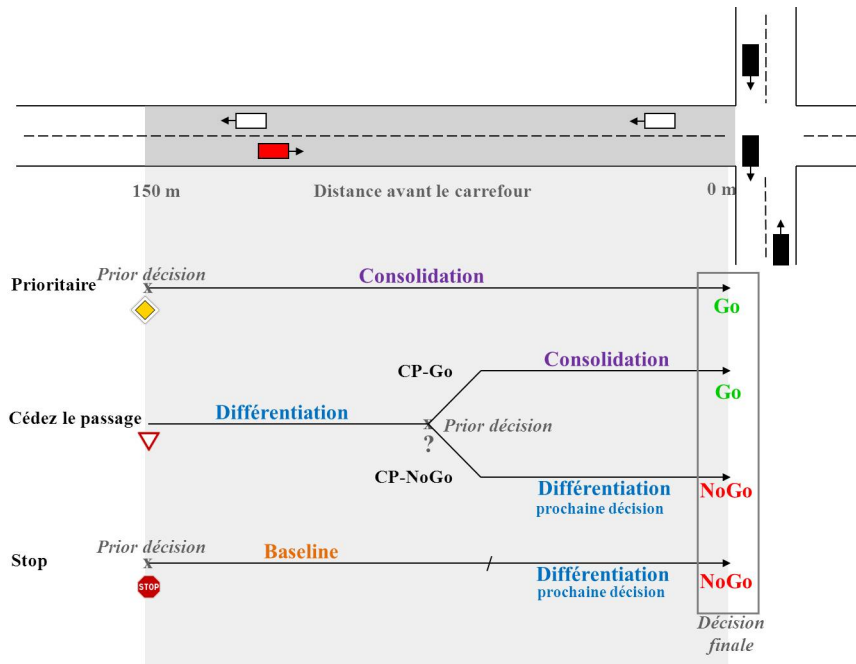 150 m
Distance avant le carrefour
0 m
Prior décision
Prioritaire
x
Consolidation
Go
CP-Go
Consolidation
Go
Cédez le passage
Différentiation
x
Prior décision
?
CP-NoGo
Différentiation
NoGo
prochaine décision
Prior décision
Stop
x
Baseline
/
Différentiation
NoGo
prochaine décision
STOP
Décision
finale